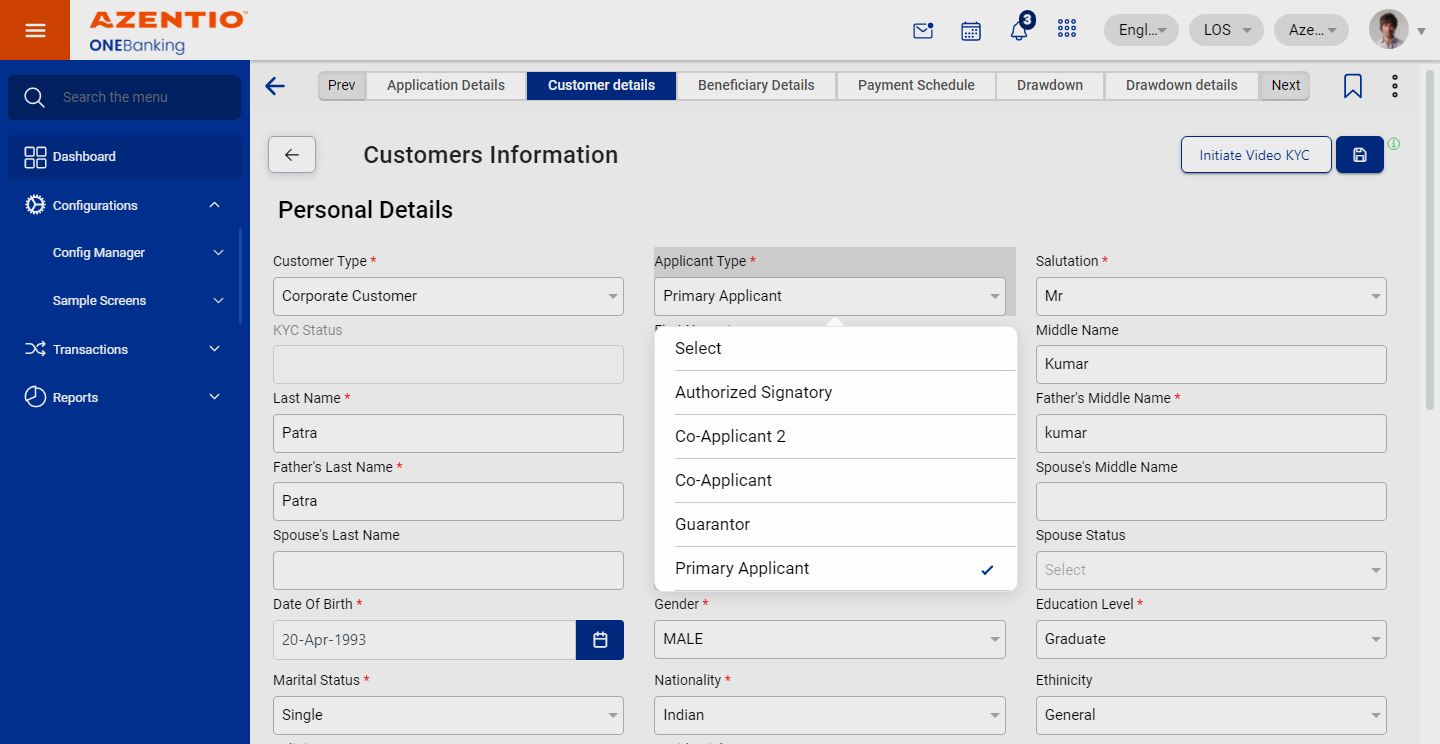 AZENTIO™
ONEBanking
3
Engl...
LOS
Aze...
Search the menu
Dashboard
Configurations
Config Manager
Sample Screens
Transactions
Reports
Prev
Application Details
Customer details
Beneficiary Details
Payment Schedule
Drawdown
Drawdown details
Next
Customers Information
Initiate Video KYC
Personal Details
Customer Type *
Applicant Type *
Salutation *
Corporate Customer
Primary Applicant
Mr
KYC Status
Middle Name
Kumar
Last Name *
Father's Middle Name *
Patra
kumar
Father's Last Name *
Spouse's Middle Name
Patra
Spouse's Last Name
Spouse Status
Select
Select
Authorized Signatory
Co-Applicant 2
Co-Applicant
Guarantor
Primary Applicant
Date Of Birth *
Gender *
Education Level *
20-Apr-1993
MALE
Graduate
Marital Status *
Nationality *
Ethinicity
Single
Indian
General